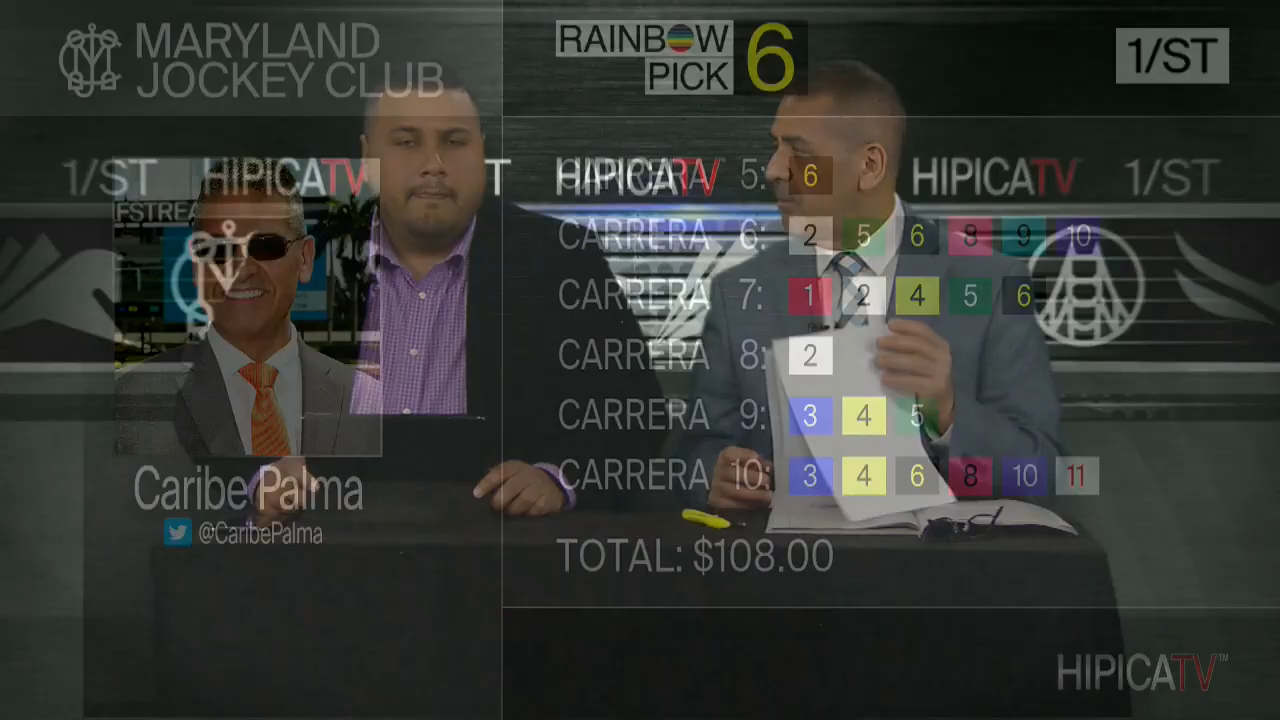 MARYLAND
JOCKEY CLUB
RAINBOW
PICK 6
1/ST
1/ST HIPICATV T HIPICATV HIPICATV 1/ST
CARRERA 5: 6
CARRERA 6: 2 5 6 8 9 10
CARRERA 7: 1 2 4 5 6
CARRERA 8: 2
CARRERA 9: 3 4 5
CARRERA 10: 3 4 6 8 10 11
TOTAL: $108.00
Caribe Palma
@CaribePalma
HIPICATV™